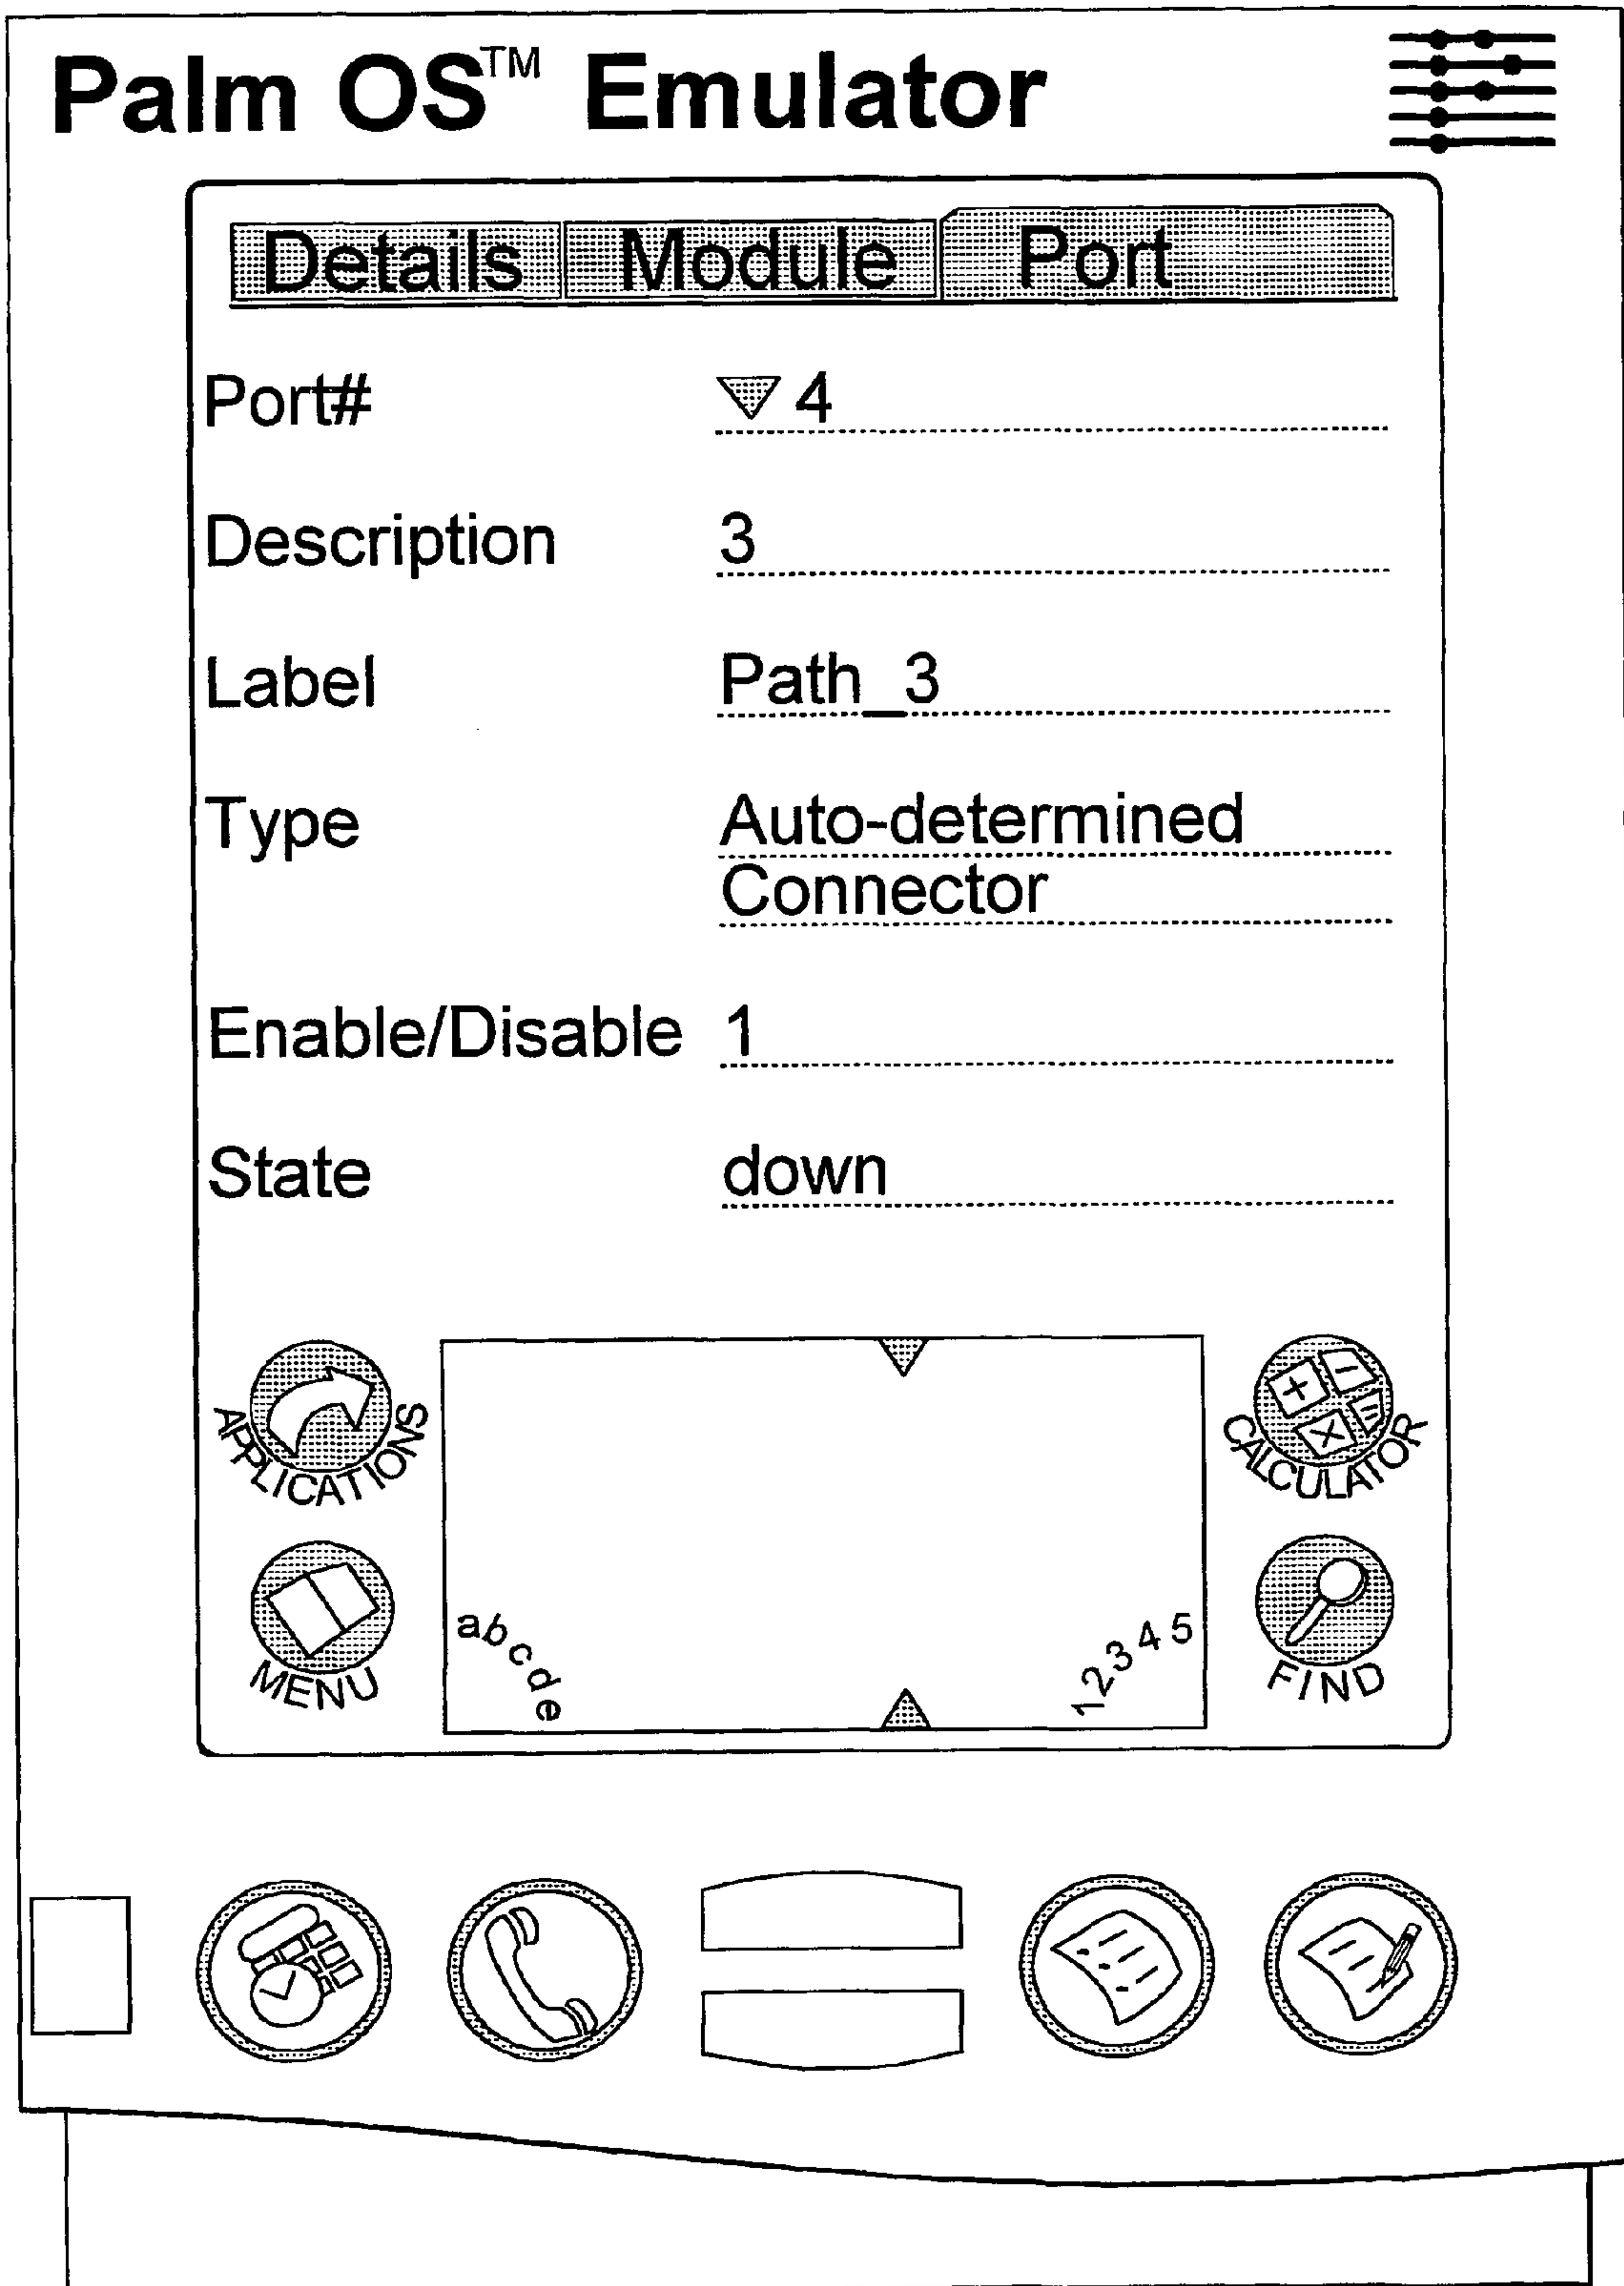 Palm OS™ Emulator
Details Module Port
Port# 4
Description 3
Label Path_3
Type Auto-determined
Connector
Enable/Disable 1
State down
APPLICATIONS CALCULATOR
abcde 12345
MENU FIND